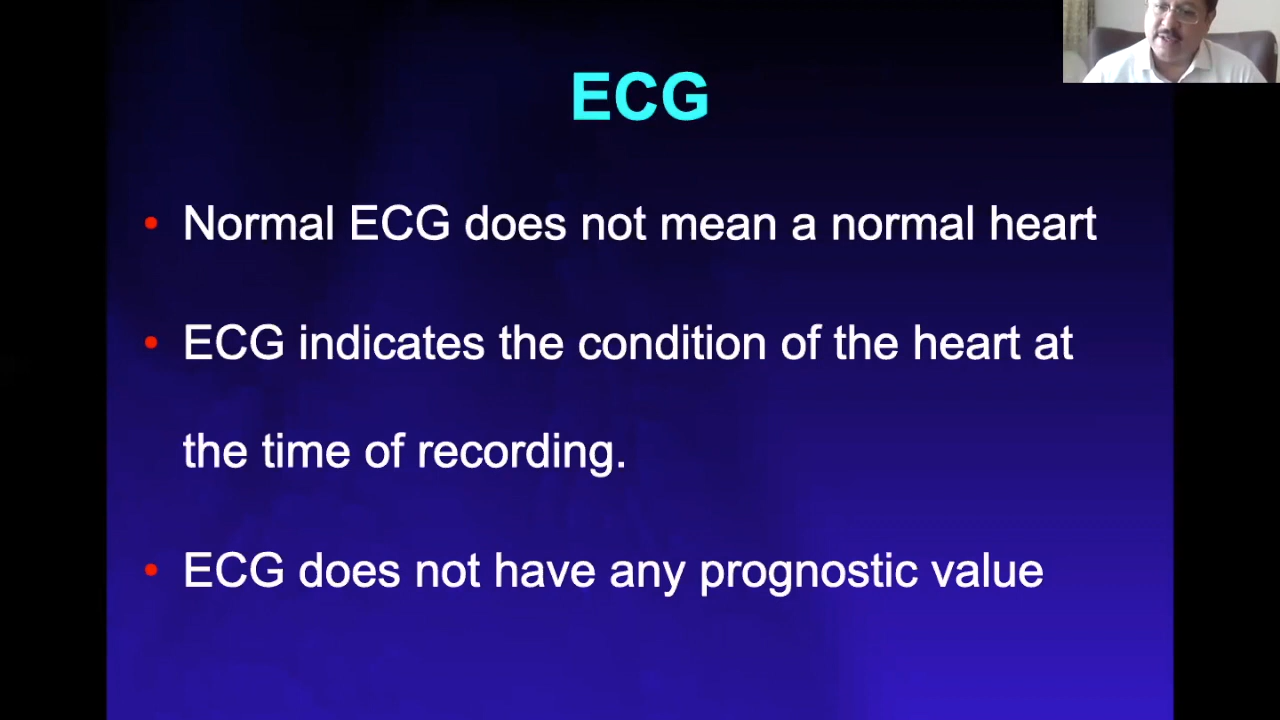 ECG
• Normal ECG does not mean a normal heart
• ECG indicates the condition of the heart at
the time of recording.
• ECG does not have any prognostic value